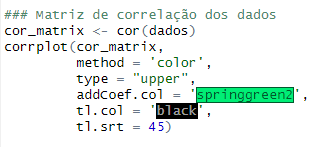 ### Matriz de correlação dos dados
cor_matrix <- cor(dados)
corrplot(cor_matrix,
method = 'color',
type = "upper",
addCoef.col = 'springgreen2',
tl.col = 'black',
tl.srt = 45)